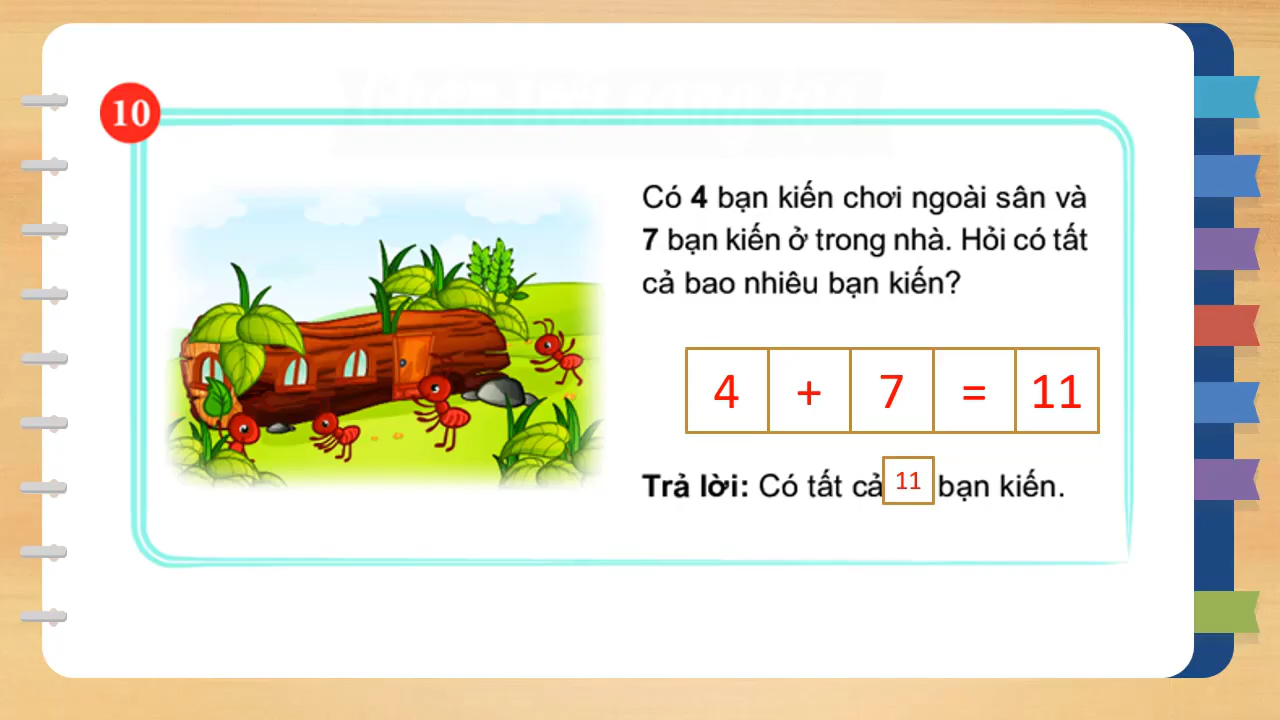 10
Có 4 bạn kiến chơi ngoài sân và
7 bạn kiến ở trong nhà. Hỏi có tất
cả bao nhiêu bạn kiến?
4 + 7 = 11
Trả lời: Có tất cả 11 bạn kiến.